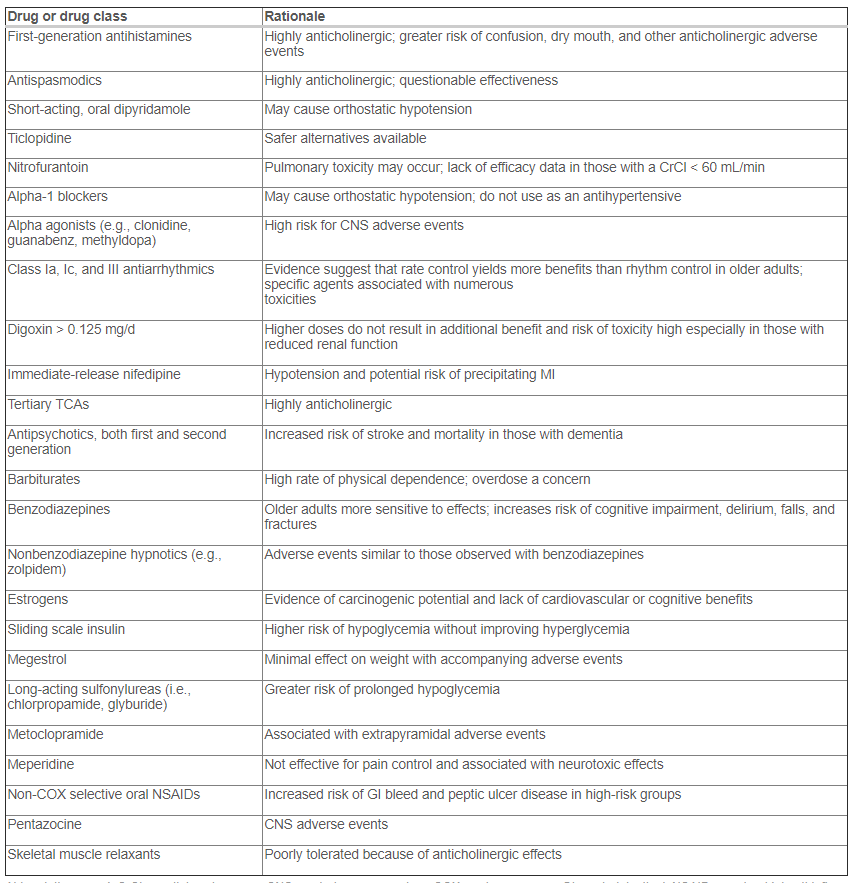 Drug or drug class Rationale
First-generation antihistamines Highly anticholinergic; greater risk of confusion, dry mouth, and other anticholinergic adverse
events
Antispasmodics Highly anticholinergic; questionable effectiveness
Short-acting, oral dipyridamole May cause orthostatic hypotension
Ticlopidine Safer alternatives available
Nitrofurantoin Pulmonary toxicity may occur; lack of efficacy data in those with a CrCl < 60 mL/min
Alpha-1 blockers May cause orthostatic hypotension; do not use as an antihypertensive
Alpha agonists (e.g., clonidine, High risk for CNS adverse events
guanabenz, methyldopa)
Class Ia, Ic, and III antiarrhythmics Evidence suggest that rate control yields more benefits than rhythm control in older adults;
specific agents associated with numerous
toxicities
Digoxin > 0.125 mg/d Higher doses do not result in additional benefit and risk of toxicity high especially in those with
reduced renal function
Immediate-release nifedipine Hypotension and potential risk of precipitating MI
Tertiary TCAs Highly anticholinergic
Antipsychotics, both first and second Increased risk of stroke and mortality in those with dementia
generation
Barbiturates High rate of physical dependence; overdose a concern
Benzodiazepines Older adults more sensitive to effects; increases risk of cognitive impairment, delirium, falls, and
fractures
Nonbenzodiazepine hypnotics (e.g., Adverse events similar to those observed with benzodiazepines
zolpidem)
Estrogens Evidence of carcinogenic potential and lack of cardiovascular or cognitive benefits
Sliding scale insulin Higher risk of hypoglycemia without improving hyperglycemia
Megestrol Minimal effect on weight with accompanying adverse events
Long-acting sulfonylureas (i.e., Greater risk of prolonged hypoglycemia
chlorpropamide, glyburide)
Metoclopramide Associated with extrapyramidal adverse events
Meperidine Not effective for pain control and associated with neurotoxic effects
Non-COX selective oral NSAIDs Increased risk of GI bleed and peptic ulcer disease in high-risk groups
Pentazocine CNS adverse events
Skeletal muscle relaxants Poorly tolerated because of anticholinergic effects